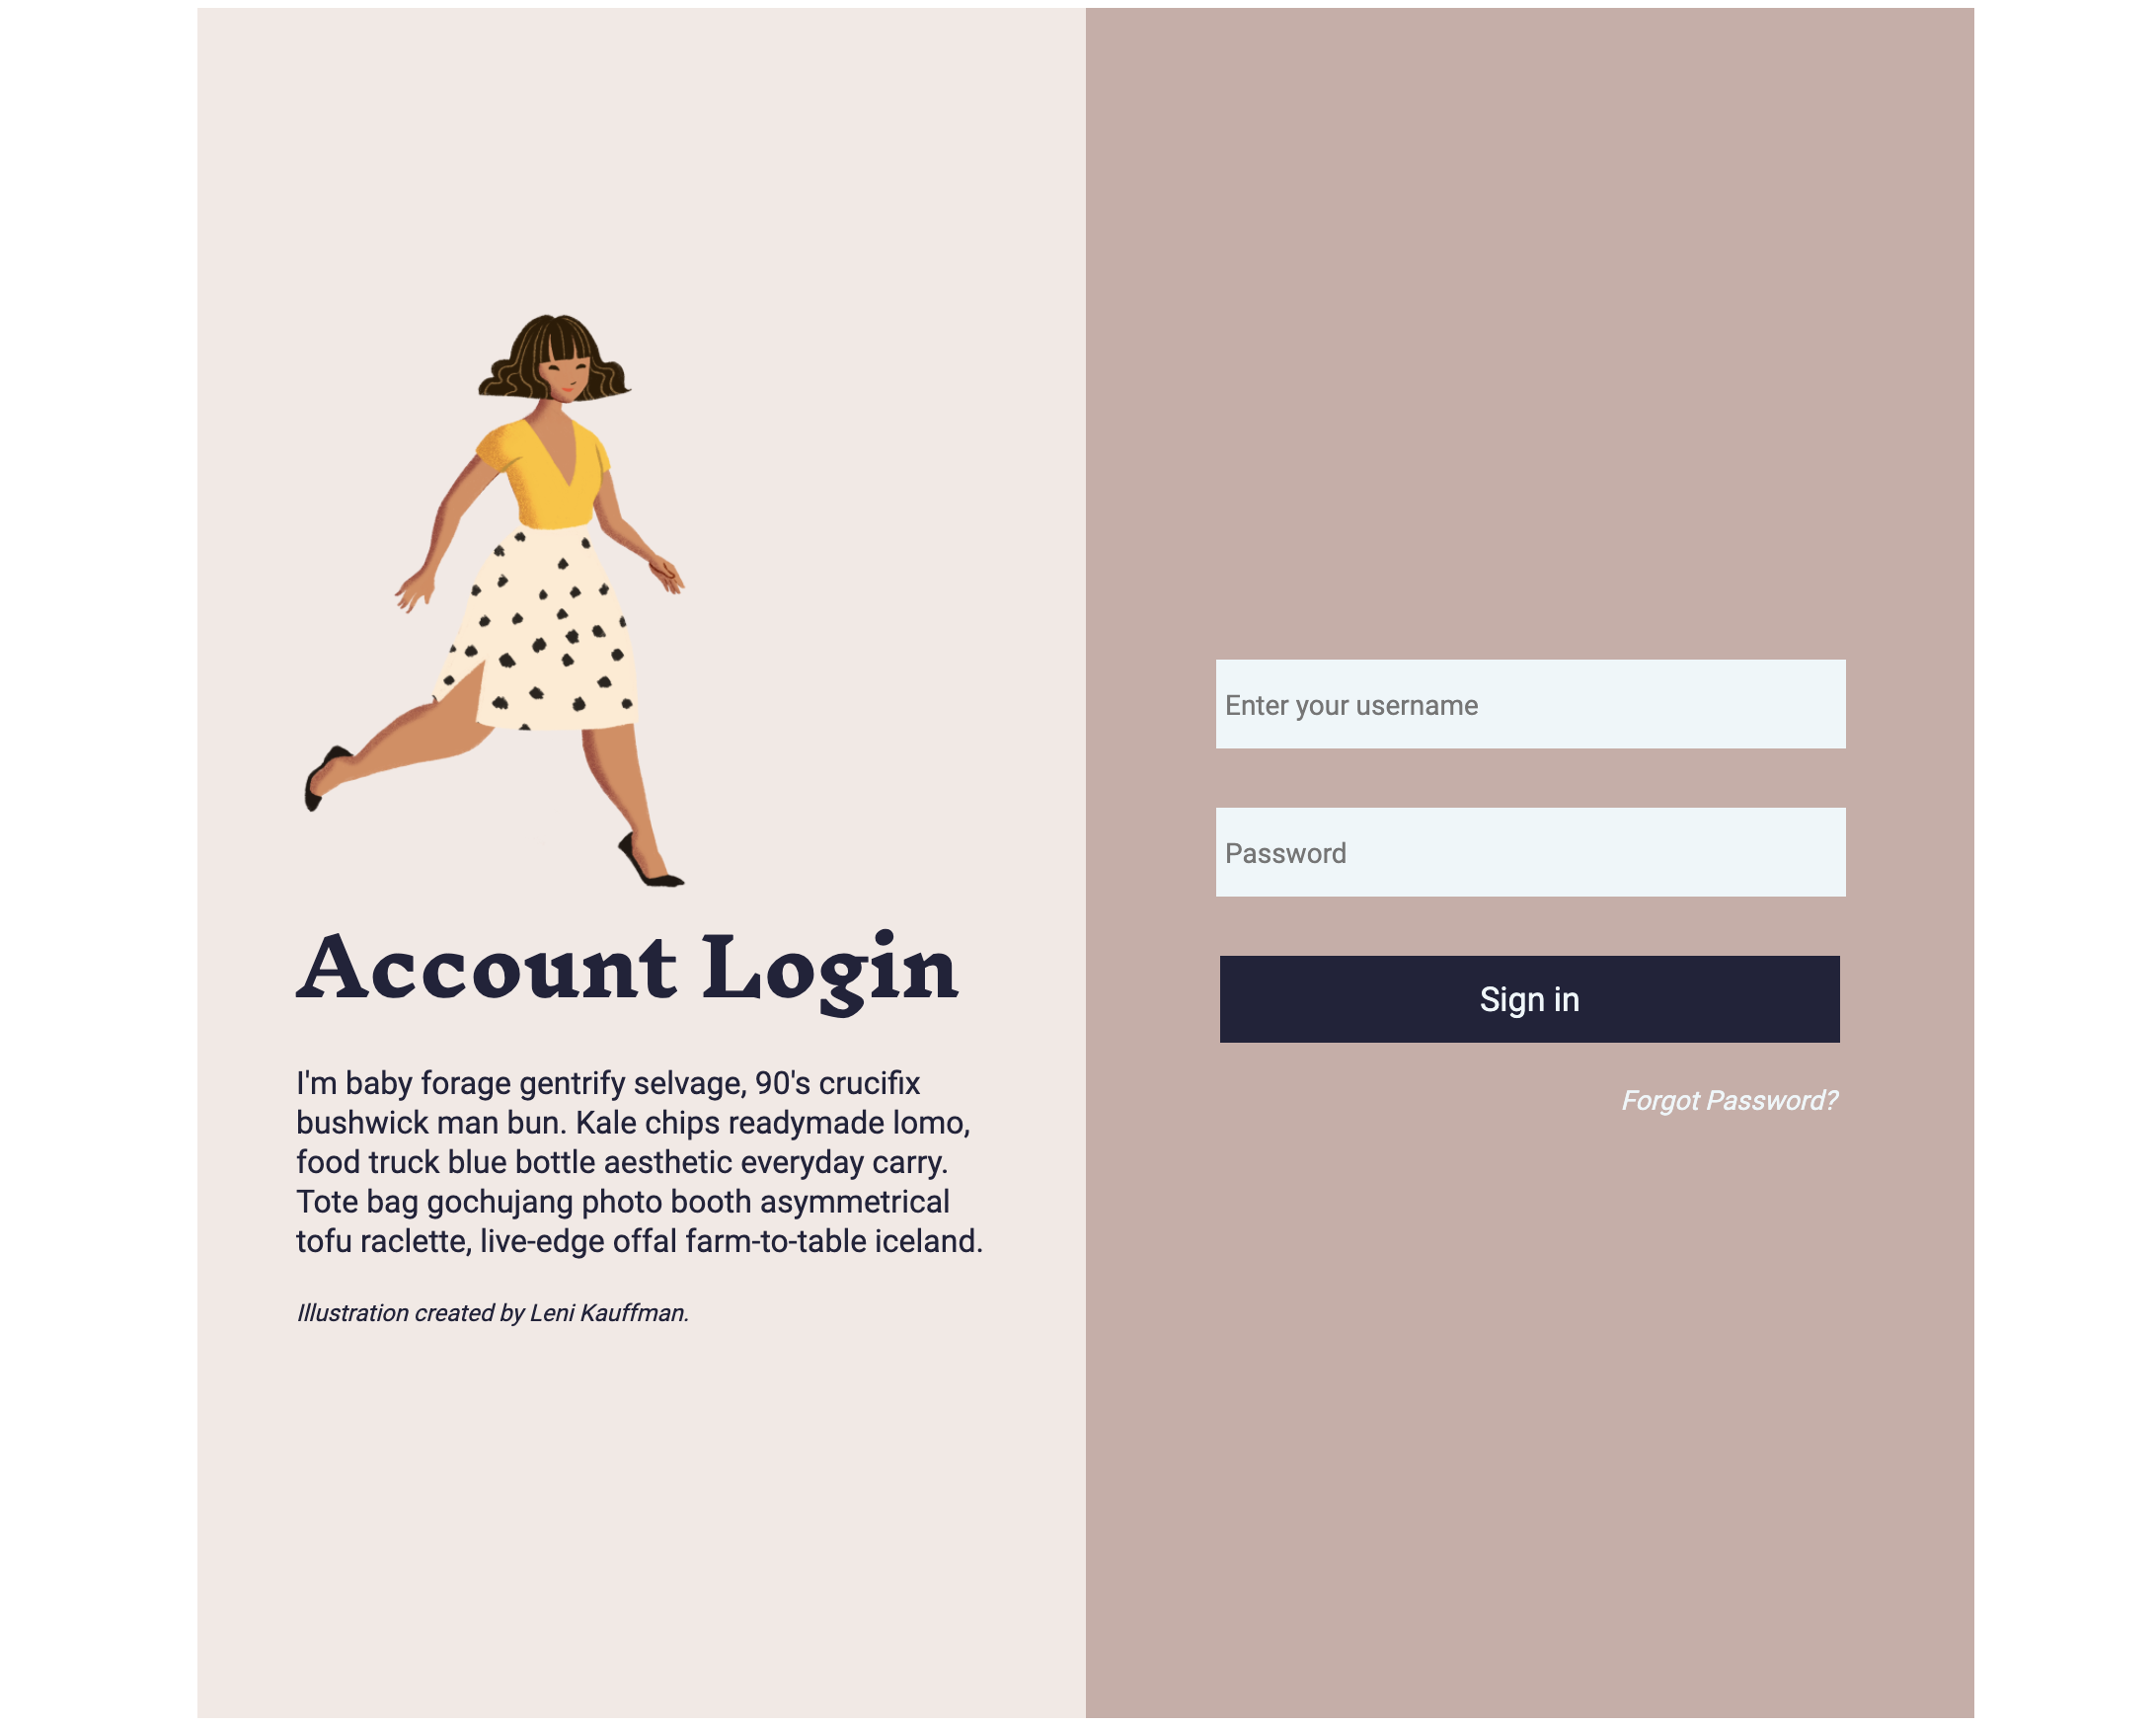 Account Login
I'm baby forage gentrify selvage, 90's crucifix
bushwick man bun. Kale chips readymade lomo,
food truck blue bottle aesthetic everyday carry.
Tote bag gochujang photo booth asymmetrical
tofu raclette, live-edge offal farm-to-table iceland.
Illustration created by Leni Kauffman.
Enter your username
Password
Sign in
Forgot Password?